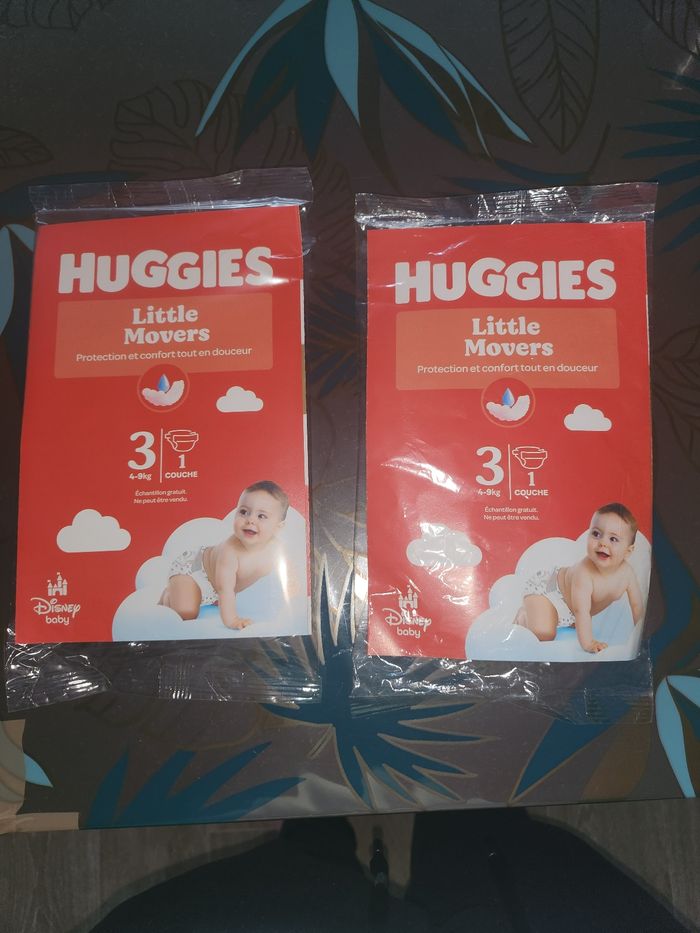 HUGGIES
Little
Movers
Protection et confort tout en douceur
3
4-9kg
1
COUCHE
Échantillon gratuit.
Ne peut être vendu.
Disney
baby
HUGGIES
Little
Movers
Protection et confort tout en douceur
3
4-9kg
1
COUCHE
Échantillon gratuit.
Ne peut être vendu.
Disney
baby